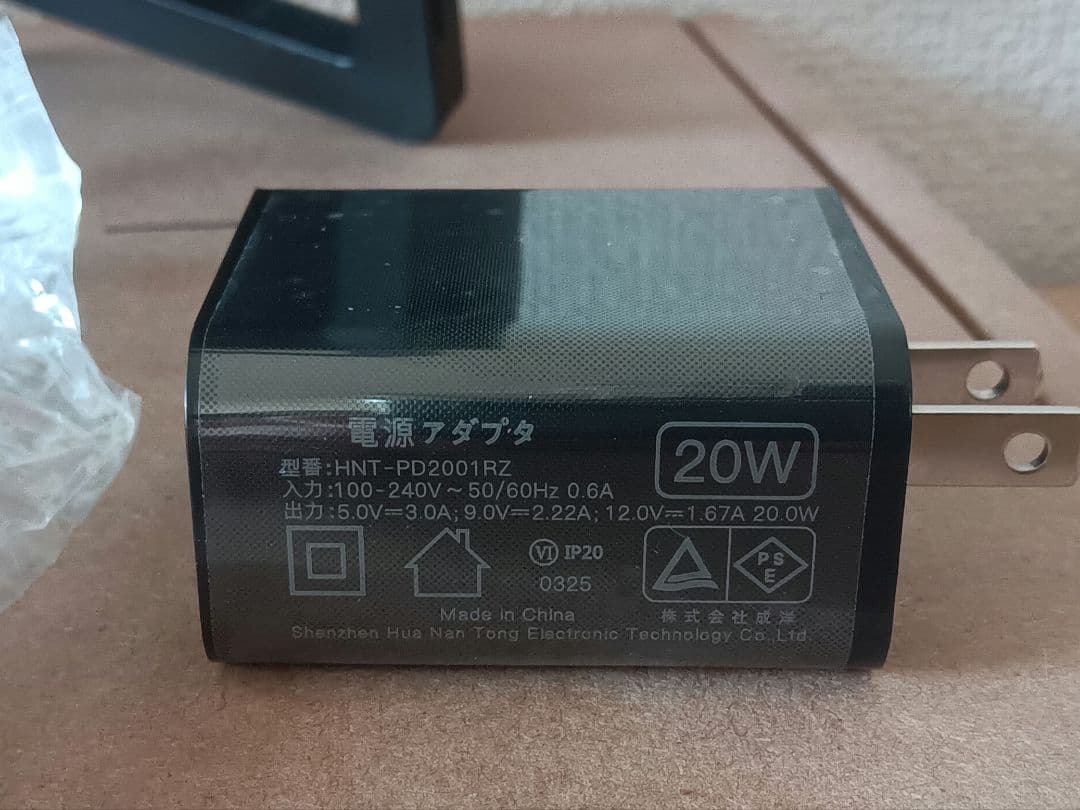 電源アダプタ
型番:HNT-PD2001RZ
20W
入力:100-240V～50/60Hz 0.6A
出力:5.0V⎓3.0A;9.0V⎓2.22A;12.0V⎓1.67A 20.0W
VI IP20
0325
PS
E
Made in China
株式会社成洋
Shenzhen Hua Nan Tong Electronic Technology Co.,Ltd.